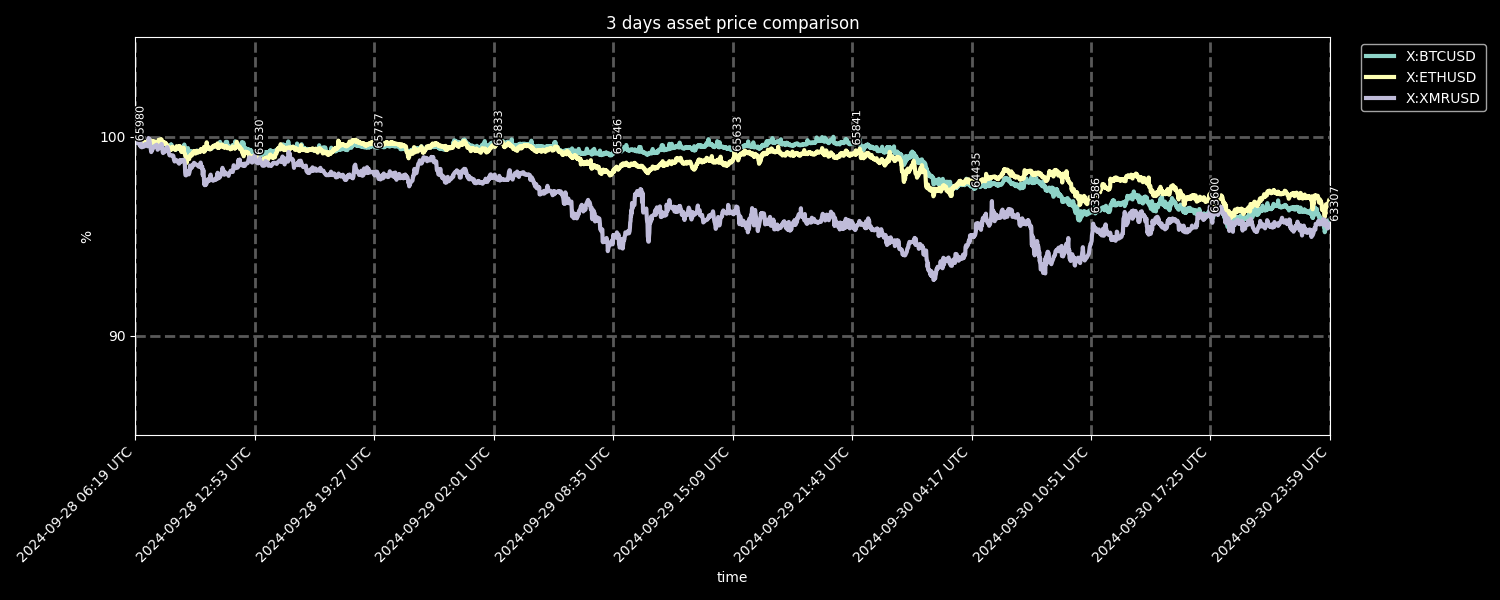 3 days asset price comparison
X:BTCUSD
X:ETHUSD
X:XMRUSD
100
90
%
65980
65530
65737
65833
65546
65633
65841
64435
63586
63600
63307
2024-09-28 06:19 UTC
2024-09-28 12:53 UTC
2024-09-28 19:27 UTC
2024-09-29 02:01 UTC
2024-09-29 08:35 UTC
2024-09-29 15:09 UTC
2024-09-29 21:43 UTC
2024-09-30 04:17 UTC
2024-09-30 10:51 UTC
2024-09-30 17:25 UTC
2024-09-30 23:59 UTC
time